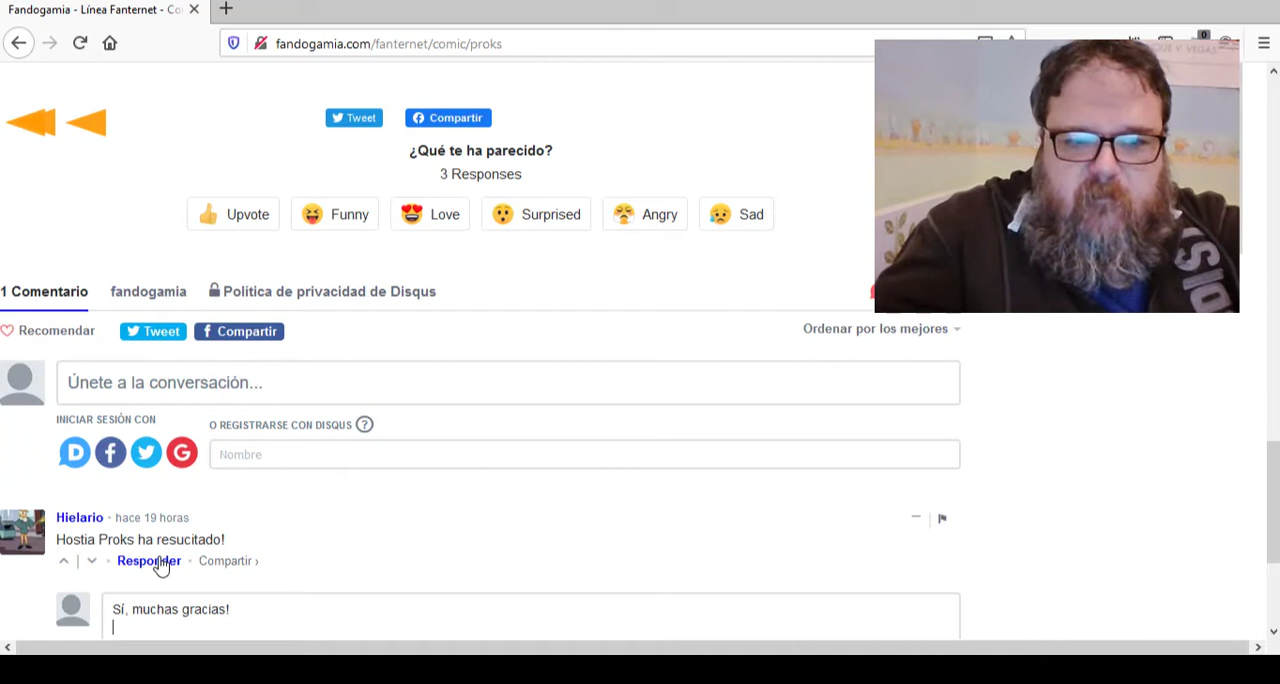 Fandogamia - Línea Fanternet - Co
fandogamia.com/fanternet/comic/proks
0
Tweet
Compartir
¿Qué te ha parecido?
3 Responses
Upvote
Funny
Love
Surprised
Angry
Sad
1 Comentario
fandogamia
Politica de privacidad de Disqus
Recomendar
Tweet
Compartir
Ordenar por los mejores
Únete a la conversación...
INICIAR SESIÓN CON
O REGISTRARSE CON DISQUS ?
D
G
Nombre
Hielario · hace 19 horas
Hostia Proks ha resucitado!
Responder · Compartir ›
Sí, muchas gracias!